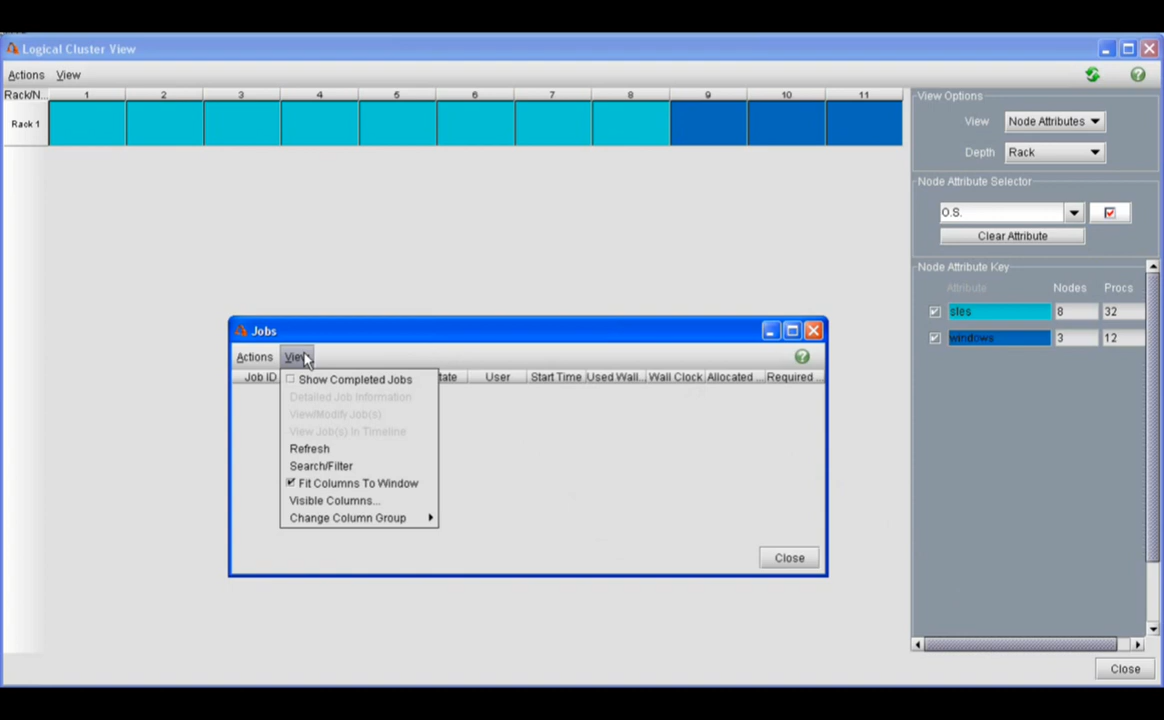 Logical Cluster View
Actions View
Rack/N... 1 2 3 4 5 6 7 8 9 10 11
Rack 1
View Options
View Node Attributes
Depth Rack
Node Attribute Selector
O.S.
Clear Attribute
Node Attribute Key
Attribute Nodes Procs
sles 8 32
windows 3 12
Jobs
Actions View
Job ID tate User Start Time Used Wall... Wall Clock Allocated ... Required ...
Show Completed Jobs
Detailed Job Information
View/Modify Job(s)
View Job(s) In Timeline
Refresh
Search/Filter
Fit Columns To Window
Visible Columns...
Change Column Group
Close
Close